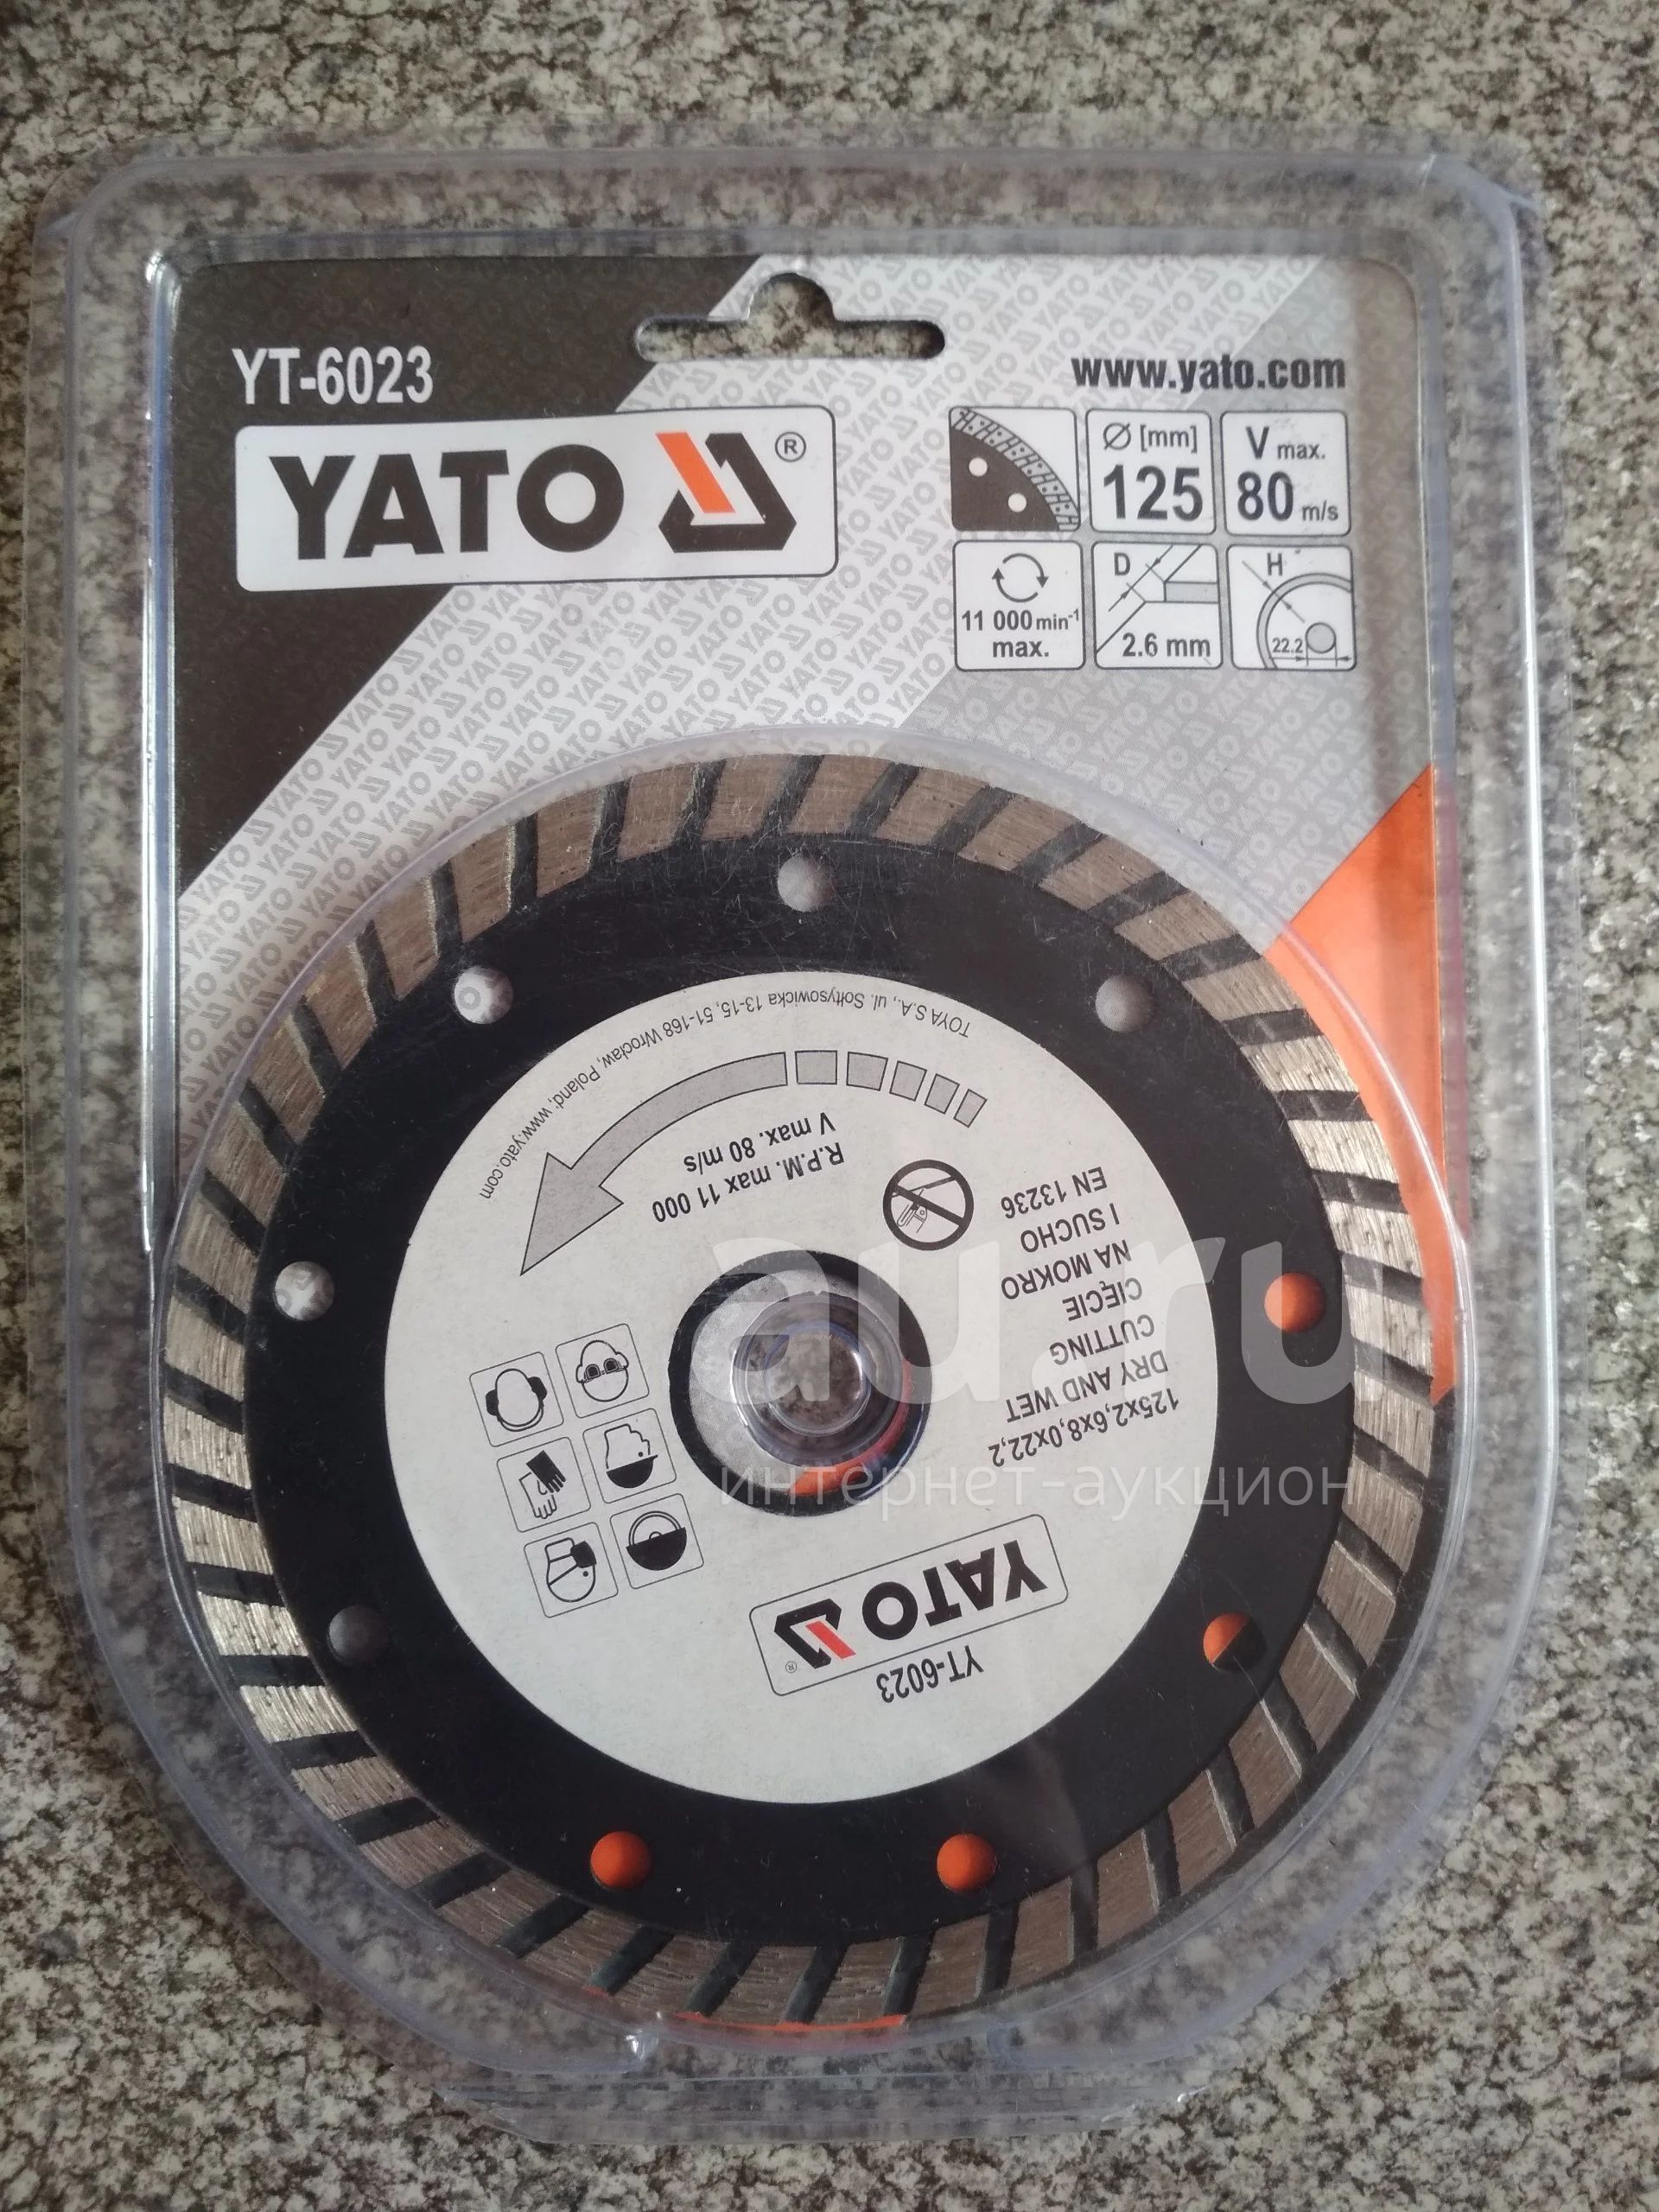 YT-6023
www.yato.com
YATO ®
Ø [mm]
125
V max.
80 m/s
11 000 min-1
max.
D
2.6 mm
H
22.2
TOYA S.A., ul. Sołtysowicka 13-15, 51-168 Wrocław, Poland; www.yato.com
V max. 80 m/s
R.P.M. max 11 000
EN 13236
I SUCHO
NA MOKRO
CIĘCIE
CUTTING
DRY AND WET
125x2,6x8,0x22,2
YATO ®
YT-6023
au.ru
интернет-аукцион